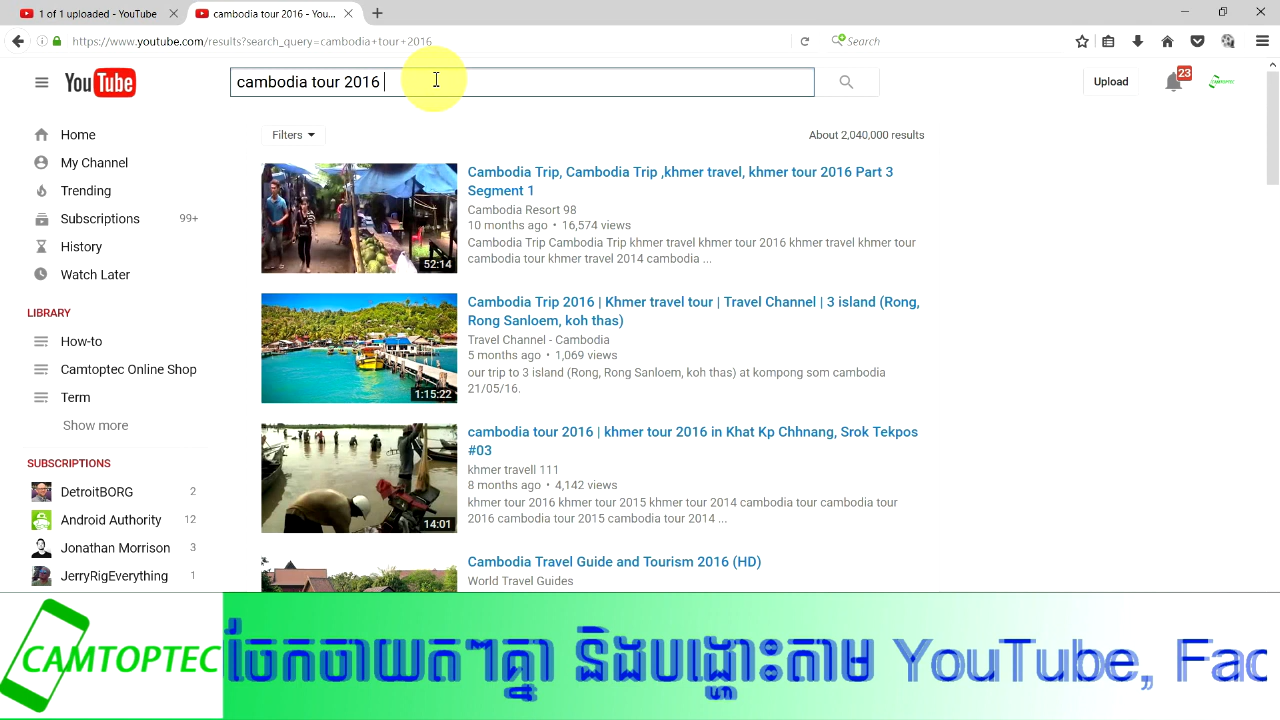 1 of 1 - YouTube
cambodia tour 2016 - You...
https://www.youtube.com/results?search_query=cambodia+tour+2016
Search
YouTube
cambodia tour 2016
Upload
23
Home
My Channel
Trending
Subscriptions 99+
History
Watch Later
LIBRARY
How-to
Camtoptec Online Shop
Term
Show more
SUBSCRIPTIONS
DetroitBORG 2
Android Authority 12
Jonathan Morrison 3
JerryRigEverything 1
Filters
About 2,040,000 results
52:14
Cambodia Trip, Cambodia Trip ,khmer travel, khmer tour 2016 Part 3
Segment 1
Cambodia Resort 98
10 months ago • 16,574 views
Cambodia Trip Cambodia Trip khmer travel khmer tour 2016 khmer travel khmer tour
cambodia tour khmer travel 2014 cambodia ...
1:15:22
Cambodia Trip 2016 | Khmer travel tour | Travel Channel | 3 island (Rong,
Rong Sanloem, koh thas)
Travel Channel - Cambodia
5 months ago • 1,069 views
our trip to 3 island (Rong, Rong Sanloem, koh thas) at kompong som cambodia
21/05/16.
14:01
cambodia tour 2016 | khmer tour 2016 in Khat Kp Chhnang, Srok Tekpos
#03
khmer travell 111
8 months ago • 4,142 views
khmer tour 2016 khmer tour 2015 khmer tour 2014 cambodia tour cambodia tour
2016 cambodia tour 2015 cambodia tour 2014 ...
Cambodia Travel Guide and Tourism 2016 (HD)
World Travel Guides
CAMTOPTEC
ចែកចាយតៗគ្នា និងបង្ហោះតាម YouTube, Fac